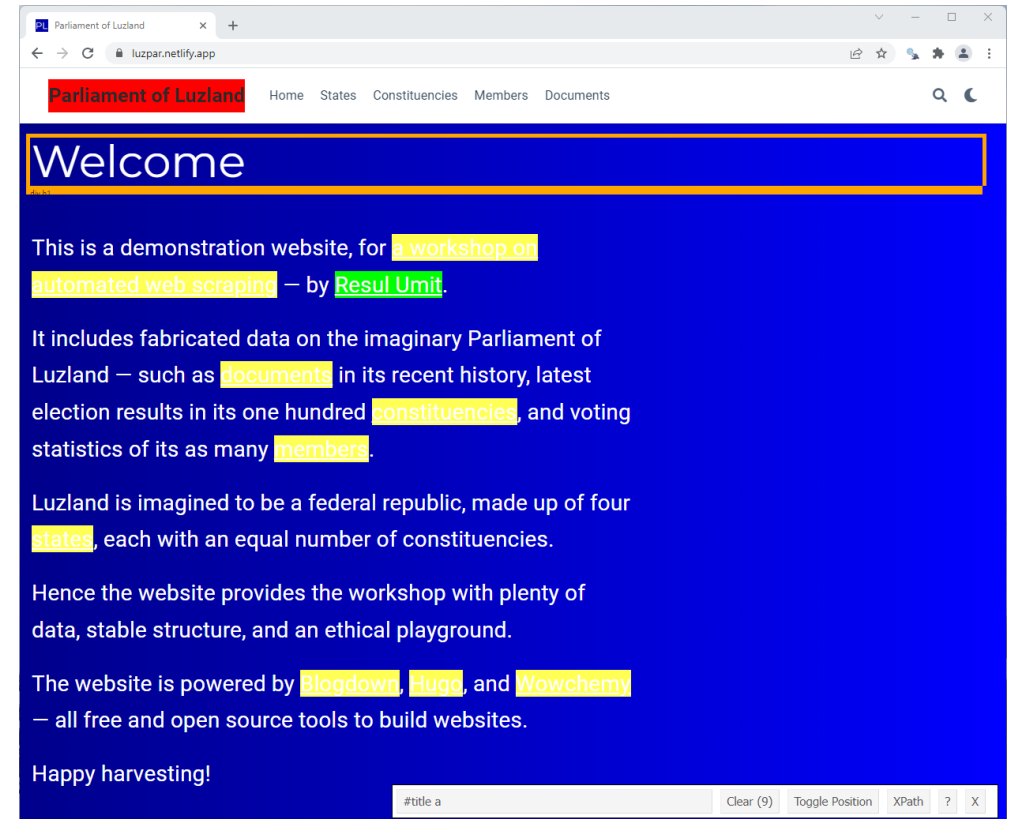 PL Parliament of Luzland
luzpar.netlify.app
Parliament of Luzland Home States Constituencies Members Documents
Welcome
div h1
This is a demonstration website, for a workshop on
automated web scraping — by Resul Umit.
It includes fabricated data on the imaginary Parliament of
Luzland — such as documents in its recent history, latest
election results in its one hundred constituencies, and voting
statistics of its as many members.
Luzland is imagined to be a federal republic, made up of four
states, each with an equal number of constituencies.
Hence the website provides the workshop with plenty of
data, stable structure, and an ethical playground.
The website is powered by Blogdown, Hugo, and Wowchemy
— all free and open source tools to build websites.
Happy harvesting!
#title a Clear (9) Toggle Position XPath ? X